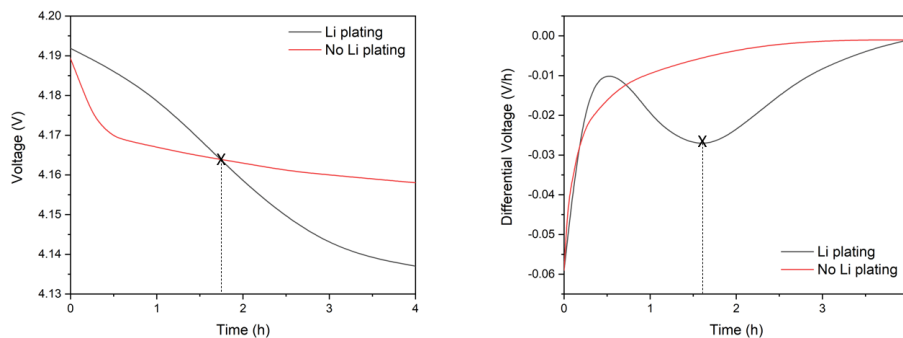 4.20
4.19
4.18
4.17
4.16
4.15
4.14
4.13
Voltage (V)
Li plating
No Li plating
X
0
1
2
3
4
Time (h)
0.00
-0.01
-0.02
-0.03
-0.04
-0.05
-0.06
Differential Voltage (V/h)
X
Li plating
No Li plating
0
1
2
3
Time (h)